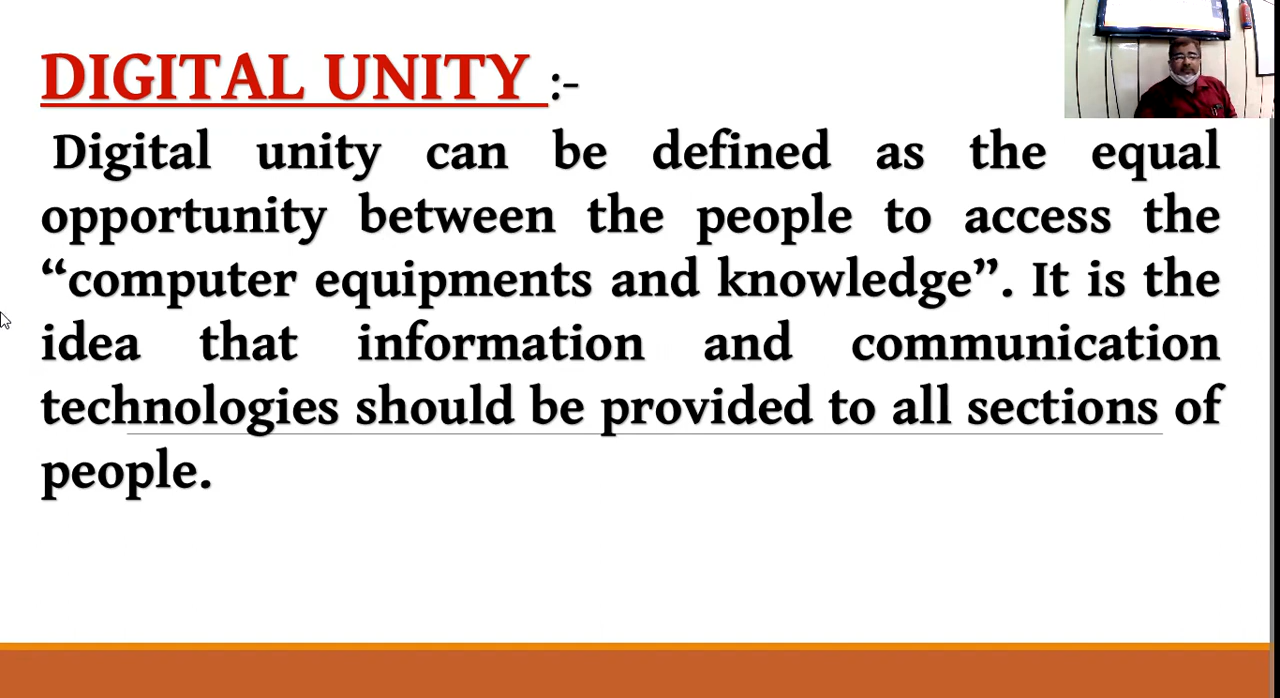 DIGITAL UNITY :-
Digital unity can be defined as the equal
opportunity between the people to access the
“computer equipments and knowledge”. It is the
idea that information and communication
technologies should be provided to all sections of
people.